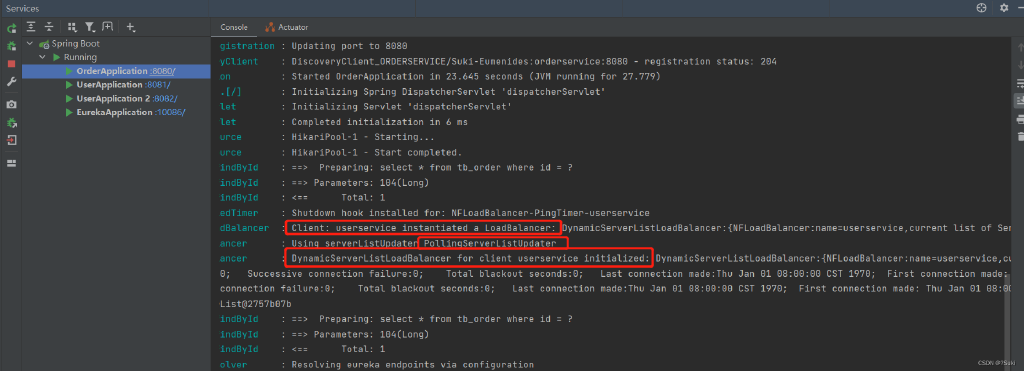 Services
Console
Actuator
Spring Boot
Running
OrderApplication :8080/
UserApplication :8081/
UserApplication 2 :8082/
EurekaApplication :10086/
gistration : Updating port to 8080
yClient : DiscoveryClient_ORDERSERVICE/Suki-Eunenides:orderservice:8080 - registration status: 204
on : Started OrderApplication in 23.645 seconds (JVM running for 27.779)
.[/] : Initializing Spring DispatcherServlet 'dispatcherServlet'
let : Initializing Servlet 'dispatcherServlet'
let : Completed initialization in 6 ms
urce : HikariPool-1 - Starting...
urce : HikariPool-1 - Start completed.
indById : ==> Preparing: select * from tb_order where id = ?
indById : ==> Parameters: 104(Long)
indById : <== Total: 1
edTimer : Shutdown hook installed for: NFLoadBalancer-PingTimer-userservice
dBalancer : Client: userservice instantiated a LoadBalancer: DynamicServerListLoadBalancer:{NFLoadBalancer:name=userservice,current list of Ser
ancer : Using serverListUpdater PollingServerListUpdater
ancer : DynamicServerListLoadBalancer for client userservice initialized: DynamicServerListLoadBalancer:{NFLoadBalancer:name=userservice,cu
0; Successive connection failure:0; Total blackout seconds:0; Last connection made:Thu Jan 01 08:00:00 CST 1970; First connection made:
connection failure:0; Total blackout seconds:0; Last connection made:Thu Jan 01 08:00:00 CST 1970; First connection made: Thu Jan 01 08:00
List@2757b07b
indById : ==> Preparing: select * from tb_order where id = ?
indById : ==> Parameters: 104(Long)
indById : <== Total: 1
olver : Resolving eureka endpoints via configuration
CSDN @7Suki